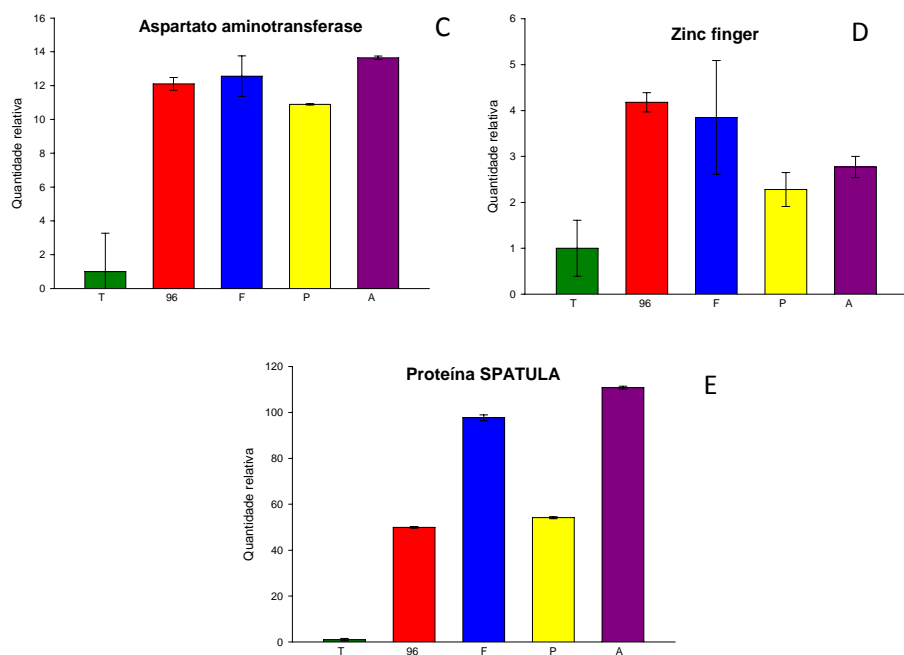 Aspartato aminotransferase
C
Quantidade relativa
16
14
12
10
8
6
4
2
0
T 96 F P A
Zinc finger
D
Quantidade relativa
6
5
4
3
2
1
0
T 96 F P A
Proteína SPATULA
E
Quantidade relativa
120
100
80
60
40
20
0
T 96 F P A